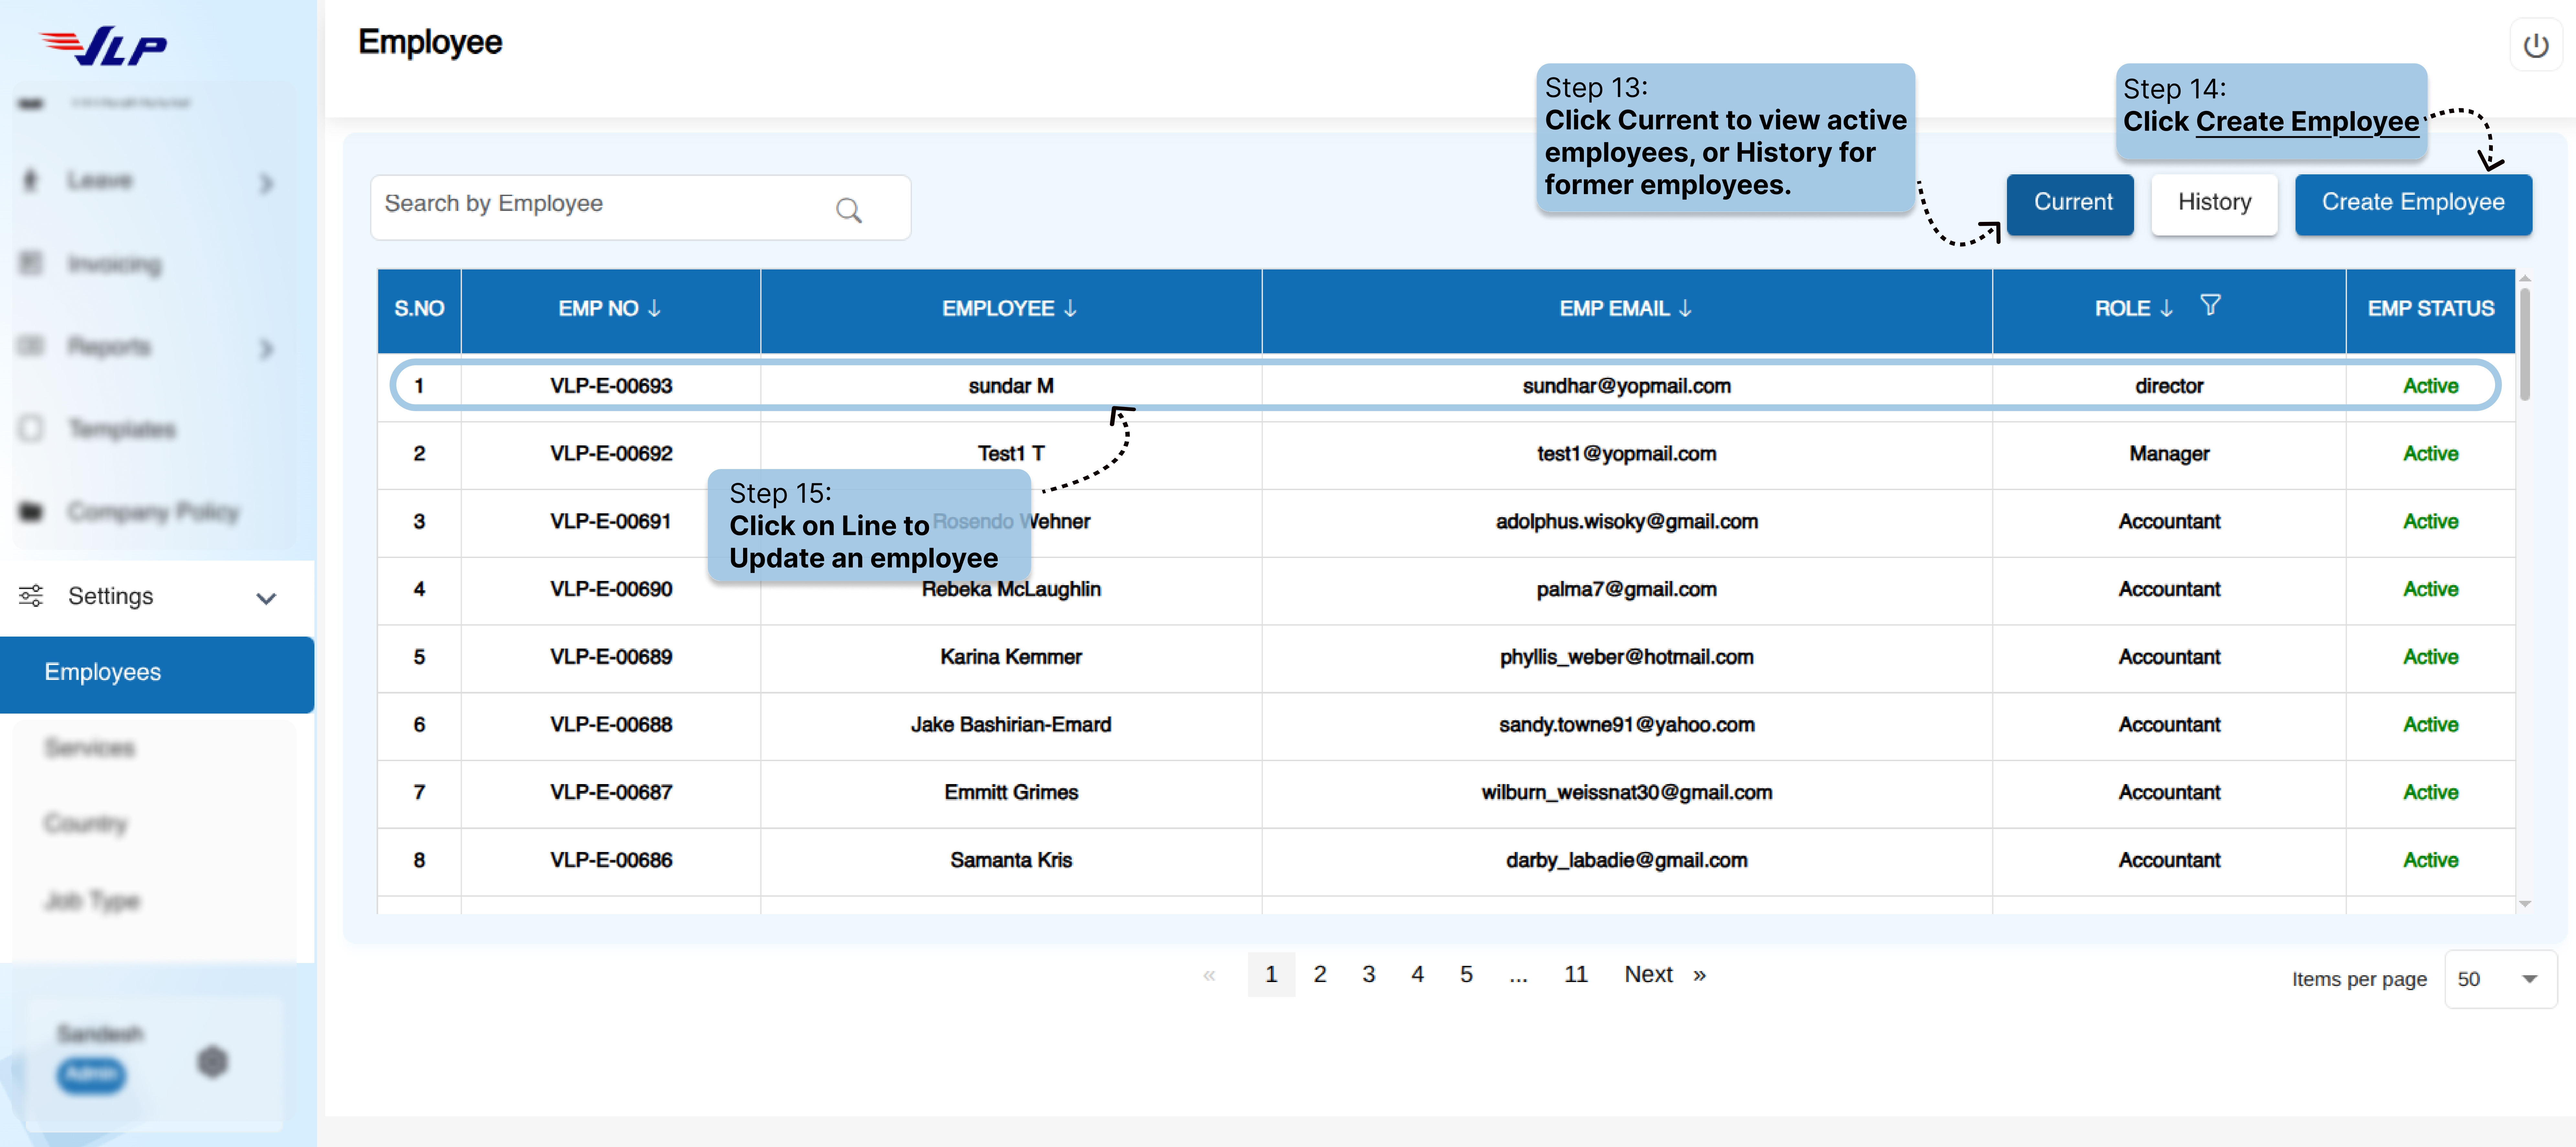 VLP
Employee
Step 13:
Click Current to view active
employees, or History for
former employees.
Step 14:
Click Create Employee
Leave
Invoicing
Reports
Templates
Company Policy
Settings
Employees
Services
Country
Job Type
Sandesh
Admin
Search by Employee
Current
History
Create Employee
S.NO EMP NO ↓ EMPLOYEE ↓ EMP EMAIL ↓ ROLE ↓ EMP STATUS
1 VLP-E-00693 sundar M sundhar@yopmail.com director Active
2 VLP-E-00692 Test1 T test1@yopmail.com Manager Active
3 VLP-E-00691 Rosendo Wehner adolphus.wisoky@gmail.com Accountant Active
4 VLP-E-00690 Rebeka McLaughlin palma7@gmail.com Accountant Active
5 VLP-E-00689 Karina Kemmer phyllis_weber@hotmail.com Accountant Active
6 VLP-E-00688 Jake Bashirian-Emard sandy.towne91@yahoo.com Accountant Active
7 VLP-E-00687 Emmitt Grimes wilburn_weissnat30@gmail.com Accountant Active
8 VLP-E-00686 Samanta Kris darby_labadie@gmail.com Accountant Active
Step 15:
Click on Line to
Update an employee
« 1 2 3 4 5 ... 11 Next »
Items per page 50